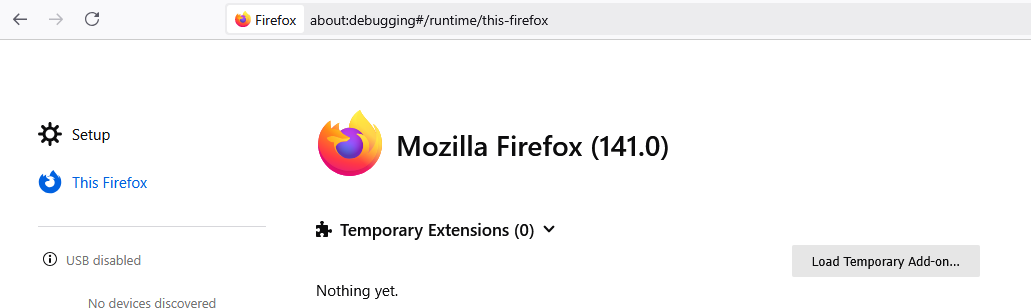 Firefox about:debugging#/runtime/this-firefox
Setup
Mozilla Firefox (141.0)
This Firefox
Temporary Extensions (0)
USB disabled
Load Temporary Add-on...
Nothing yet.
No devices discovered